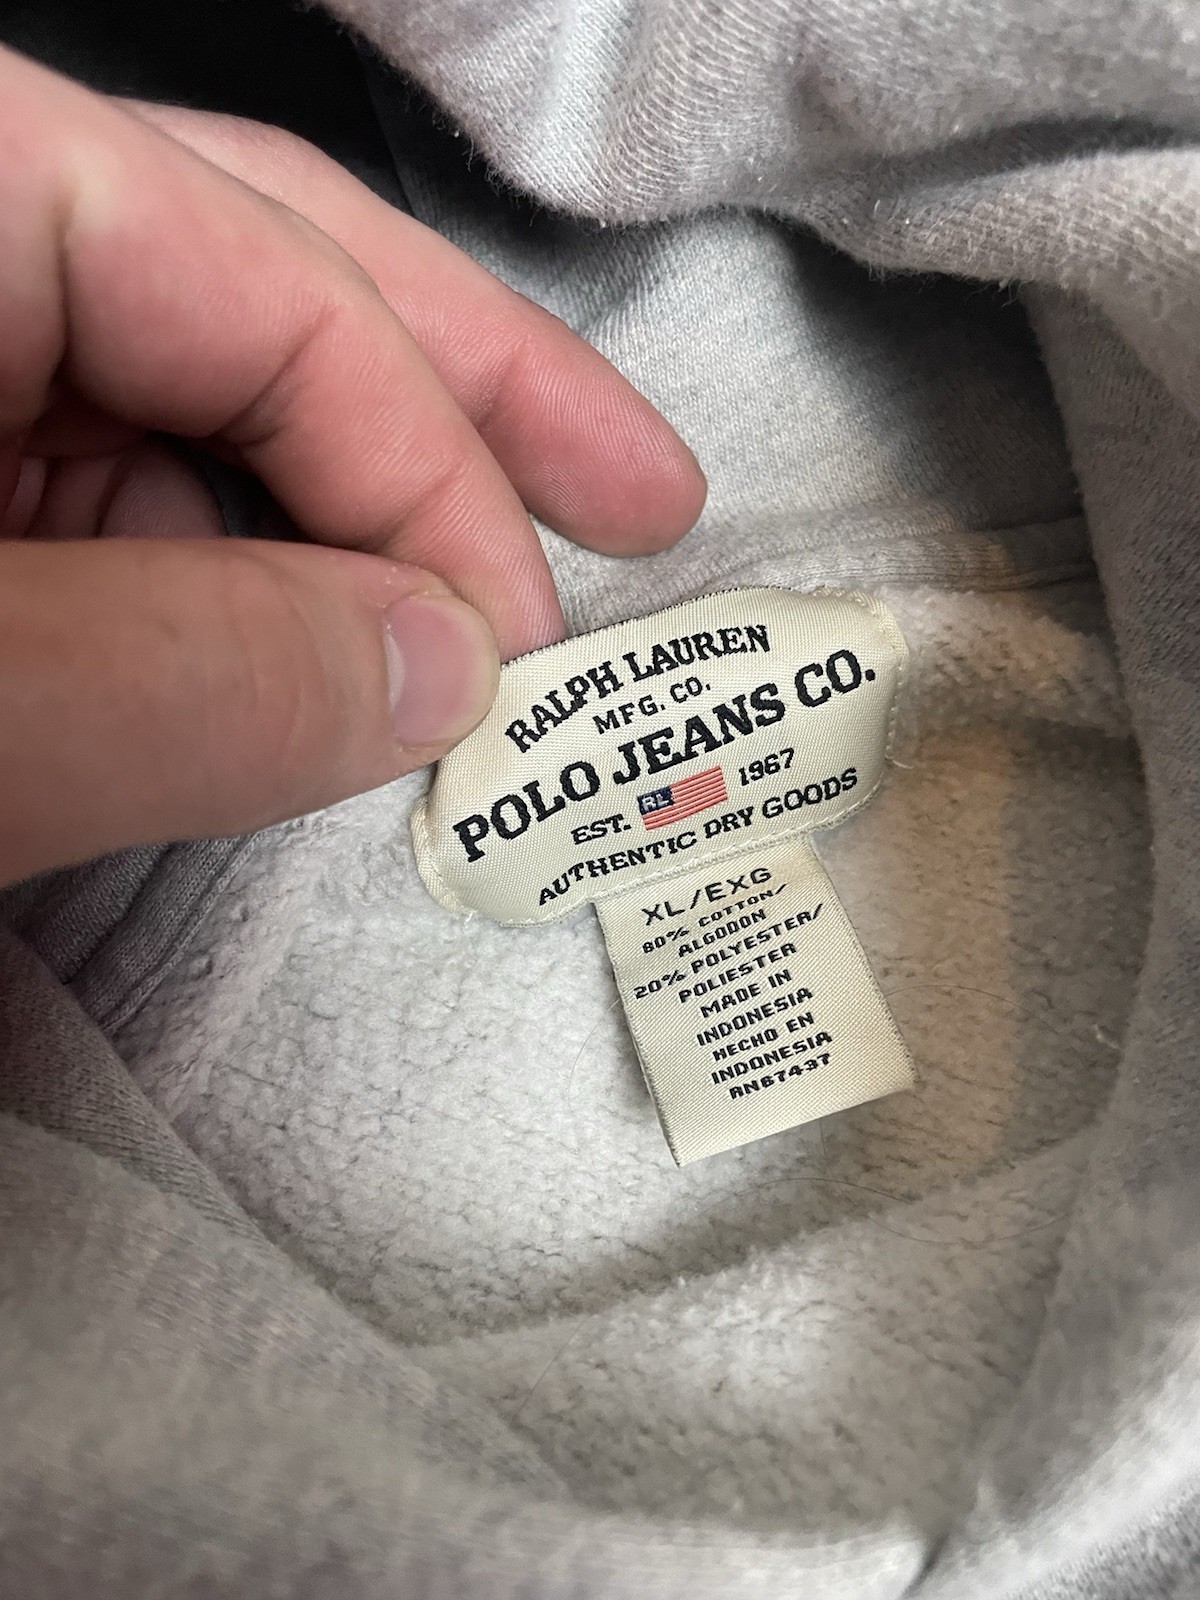 RALPH LAUREN
MFG. CO.
POLO JEANS CO.
EST. RL 1967
AUTHENTIC DRY GOODS
XL/EXG
80% COTTON/
ALGODON
20% POLYESTER/
POLIESTER
MADE IN
INDONESIA
HECHO EN
INDONESIA
RN67437